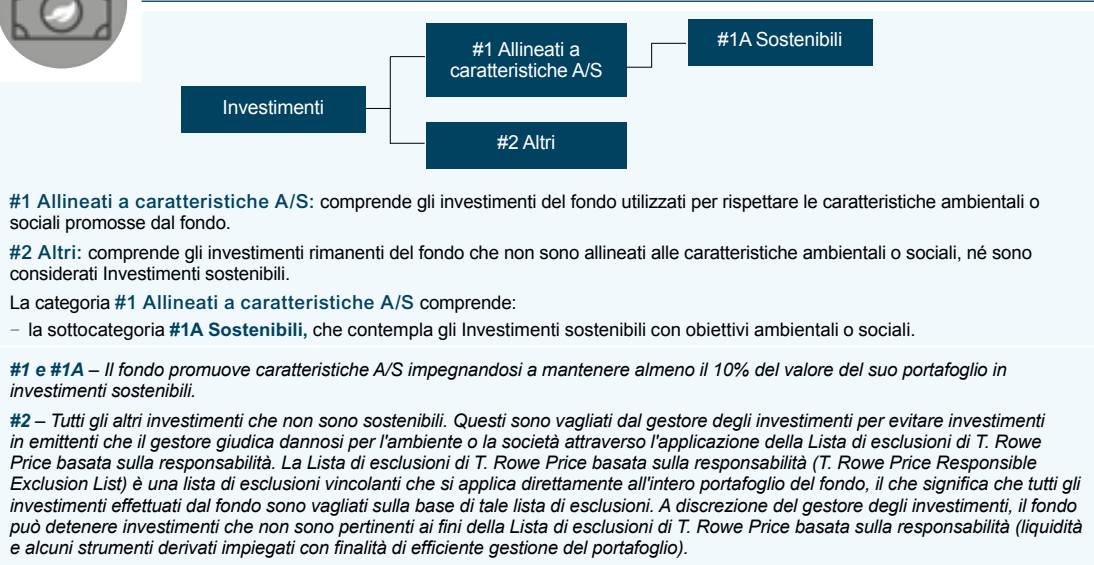 #1 Allineati a
caratteristiche A/S
#1A Sostenibili
Investimenti
#2 Altri
#1 Allineati a caratteristiche A/S: comprende gli investimenti del fondo utilizzati per rispettare le caratteristiche ambientali o
sociali promosse dal fondo.
#2 Altri: comprende gli investimenti rimanenti del fondo che non sono allineati alle caratteristiche ambientali o sociali, né sono
considerati Investimenti sostenibili.
La categoria #1 Allineati a caratteristiche A/S comprende:
– la sottocategoria #1A Sostenibili, che contempla gli Investimenti sostenibili con obiettivi ambientali o sociali.
#1 e #1A – Il fondo promuove caratteristiche A/S impegnandosi a mantenere almeno il 10% del valore del suo portafoglio in
investimenti sostenibili.
#2 – Tutti gli altri investimenti che non sono sostenibili. Questi sono vagliati dal gestore degli investimenti per evitare investimenti
in emittenti che il gestore giudica dannosi per l'ambiente o la società attraverso l'applicazione della Lista di esclusioni di T. Rowe
Price basata sulla responsabilità. La Lista di esclusioni di T. Rowe Price basata sulla responsabilità (T. Rowe Price Responsible
Exclusion List) è una lista di esclusioni vincolanti che si applica direttamente all'intero portafoglio del fondo, il che significa che tutti gli
investimenti effettuati dal fondo sono vagliati sulla base di tale lista di esclusioni. A discrezione del gestore degli investimenti, il fondo
può detenere investimenti che non sono pertinenti ai fini della Lista di esclusioni di T. Rowe Price basata sulla responsabilità (liquidità
e alcuni strumenti derivati impiegati con finalità di efficiente gestione del portafoglio).